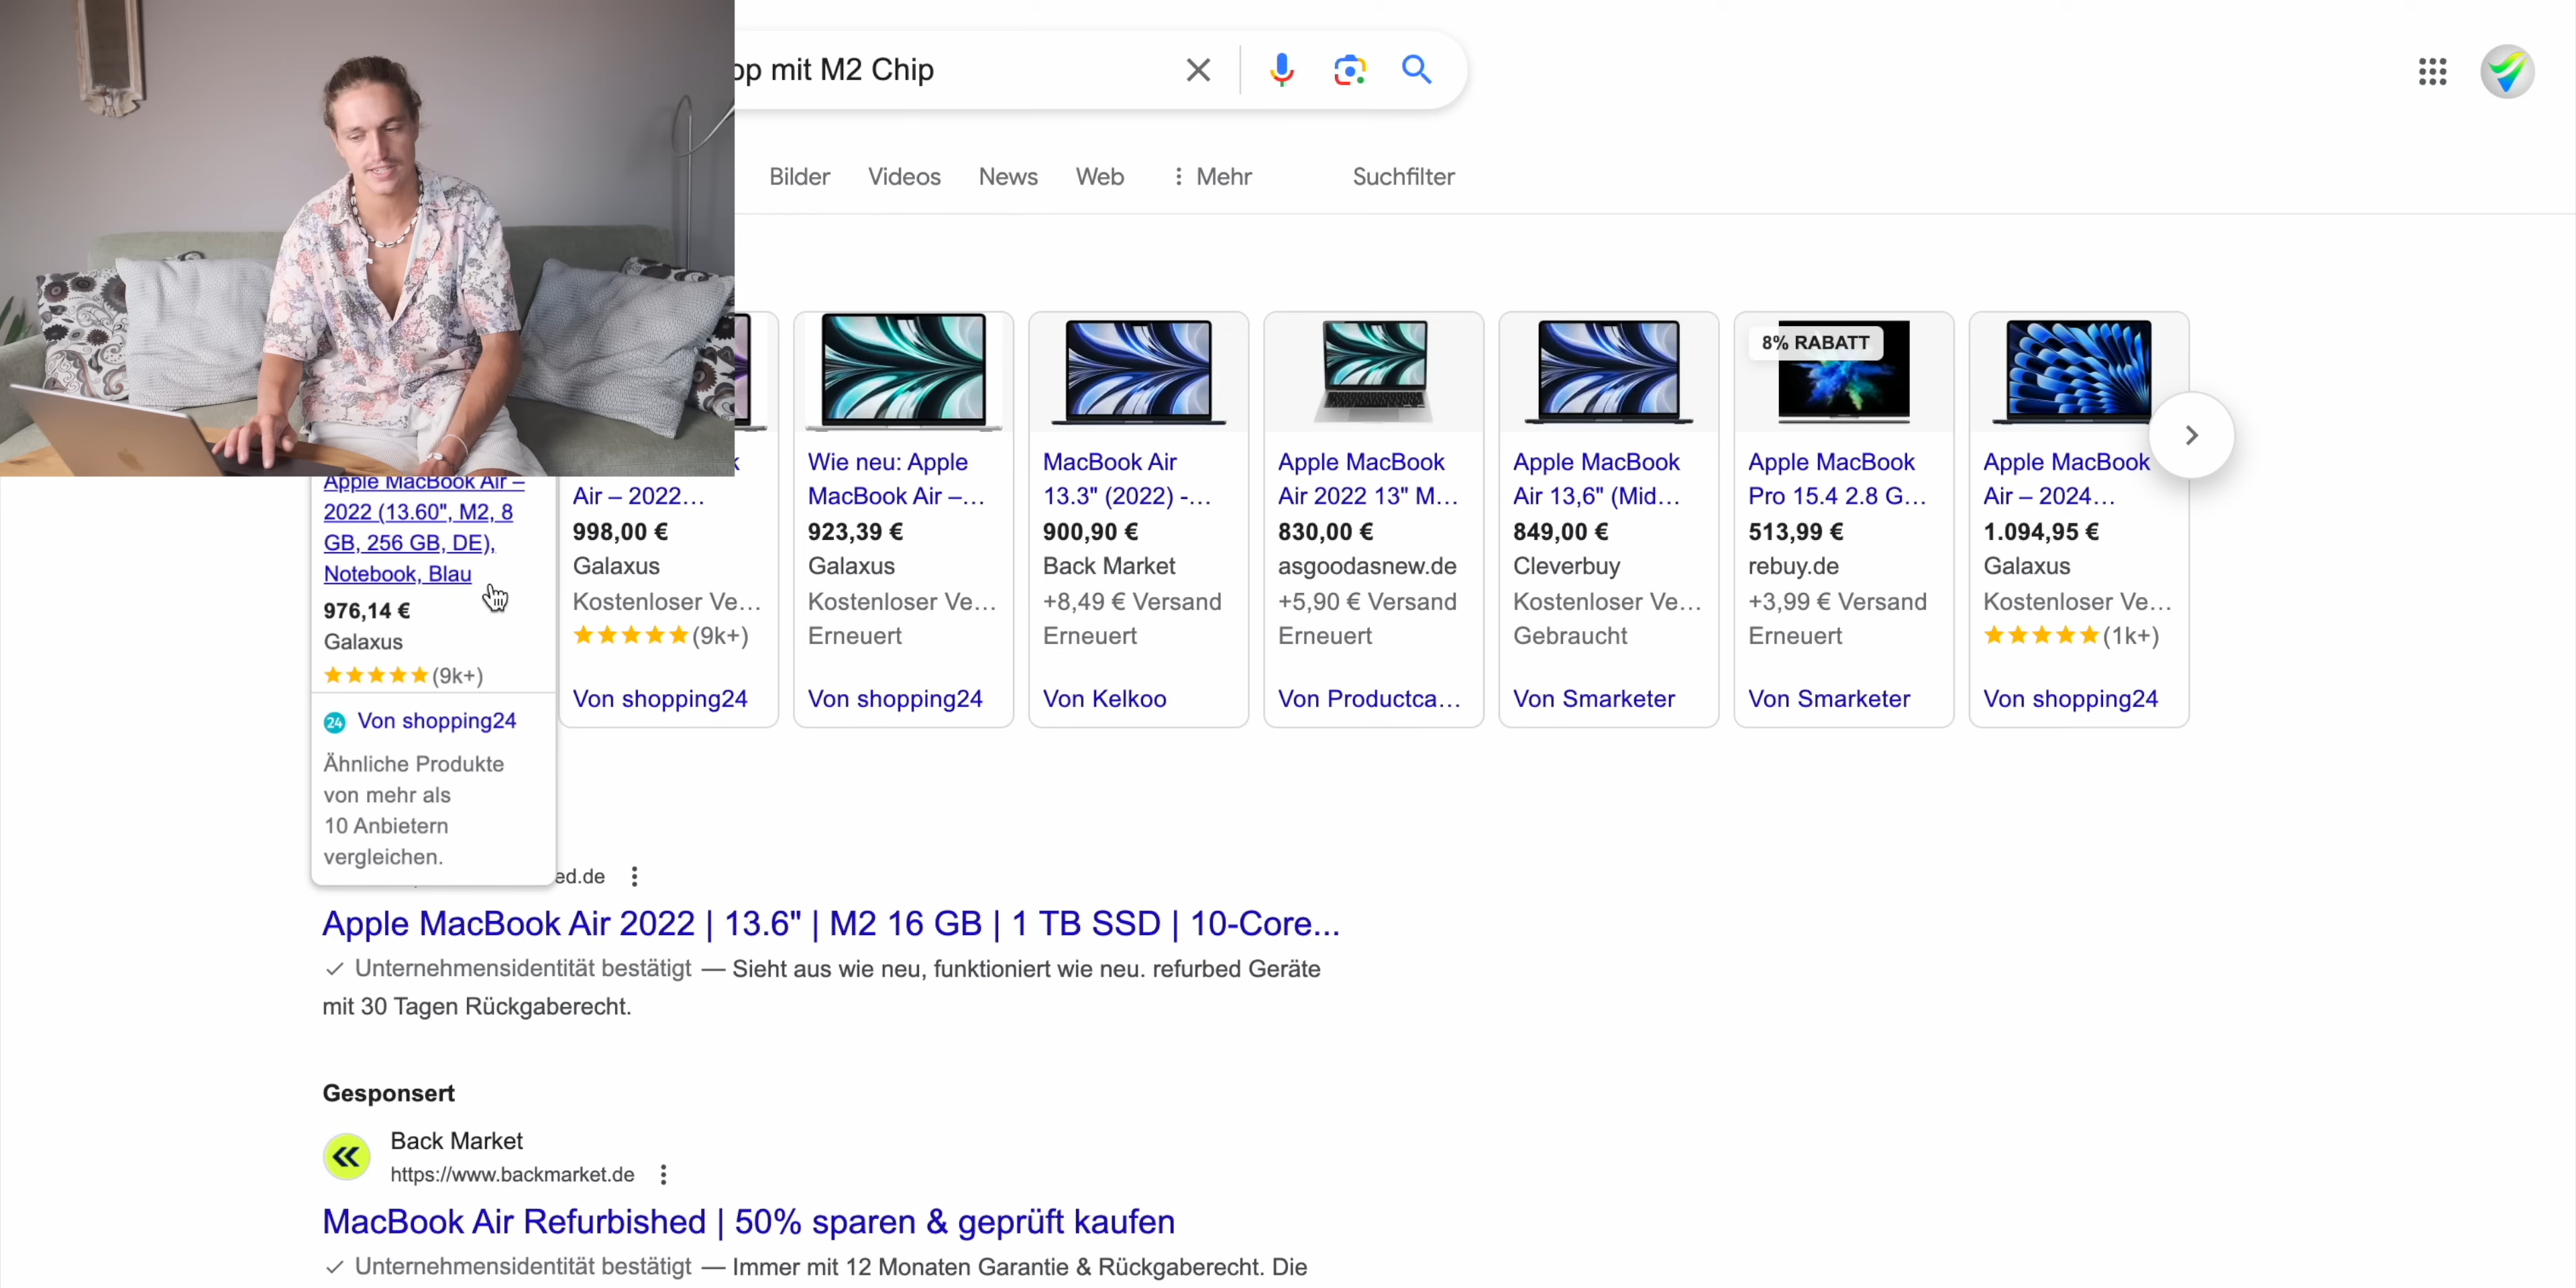 op mit M2 Chip
Bilder Videos News Web Mehr Suchfilter
Apple MacBook Air –
2022 (13.60", M2, 8
GB, 256 GB, DE),
Notebook, Blau
976,14 €
Galaxus
(9k+)
24 Von shopping24
Ähnliche Produkte
von mehr als
10 Anbietern
vergleichen.
k
Air – 2022...
998,00 €
Galaxus
Kostenloser Ve...
(9k+)
Von shopping24
Wie neu: Apple
MacBook Air –...
923,39 €
Galaxus
Kostenloser Ve...
Erneuert
Von shopping24
MacBook Air
13.3" (2022) -...
900,90 €
Back Market
+8,49 € Versand
Erneuert
Von Kelkoo
Apple MacBook
Air 2022 13" M...
830,00 €
asgoodasnew.de
+5,90 € Versand
Erneuert
Von Productca...
Apple MacBook
Air 13,6" (Mid...
849,00 €
Cleverbuy
Kostenloser Ve...
Gebraucht
Von Smarketer
8% RABATT
Apple MacBook
Pro 15.4 2.8 G...
513,99 €
rebuy.de
+3,99 € Versand
Erneuert
Von Smarketer
Apple MacBook
Air – 2024...
1.094,95 €
Galaxus
Kostenloser Ve...
(1k+)
Von shopping24
ed.de
Apple MacBook Air 2022 | 13.6" | M2 16 GB | 1 TB SSD | 10-Core...
Unternehmensidentität bestätigt — Sieht aus wie neu, funktioniert wie neu. refurbed Geräte
mit 30 Tagen Rückgaberecht.
Gesponsert
Back Market
https://www.backmarket.de
MacBook Air Refurbished | 50% sparen & geprüft kaufen
Unternehmensidentität bestätigt — Immer mit 12 Monaten Garantie & Rückgaberecht. Die